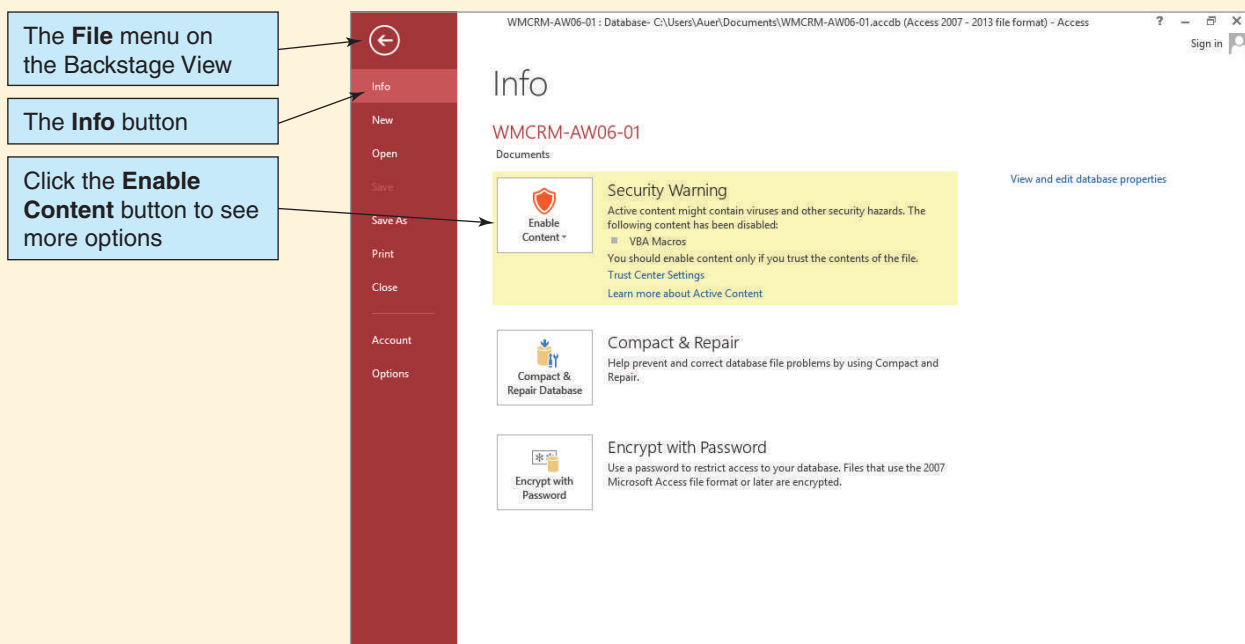 The File menu on
the Backstage View
The Info button
Click the Enable
Content button to see
more options
WMCRM-AW06-01 : Database- C:\Users\Auer\Documents\WMCRM-AW06-01.accdb (Access 2007 - 2013 file format) - Access
?
Sign in
Info
New
Open
Save
Save As
Print
Close
Account
Options
Info
WMCRM-AW06-01
Documents
Enable
Content
Security Warning
Active content might contain viruses and other security hazards. The
following content has been disabled:
VBA Macros
You should enable content only if you trust the contents of the file.
Trust Center Settings
Learn more about Active Content
View and edit database properties
Compact &
Repair Database
Compact & Repair
Help prevent and correct database file problems by using Compact and
Repair.
Encrypt with
Password
Encrypt with Password
Use a password to restrict access to your database. Files that use the 2007
Microsoft Access file format or later are encrypted.